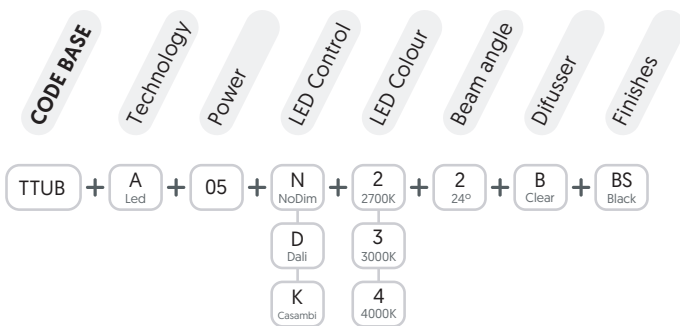 CODE BASE
Technology
Power
LED Control
LED Colour
Beam angle
Difusser
Finishes
TTUB + A + 05 + N + 2 + 2 + B + BS
Led NoDim 2700K 24º Clear Black
D 3
Dali 3000K
K 4
Casambi 4000K